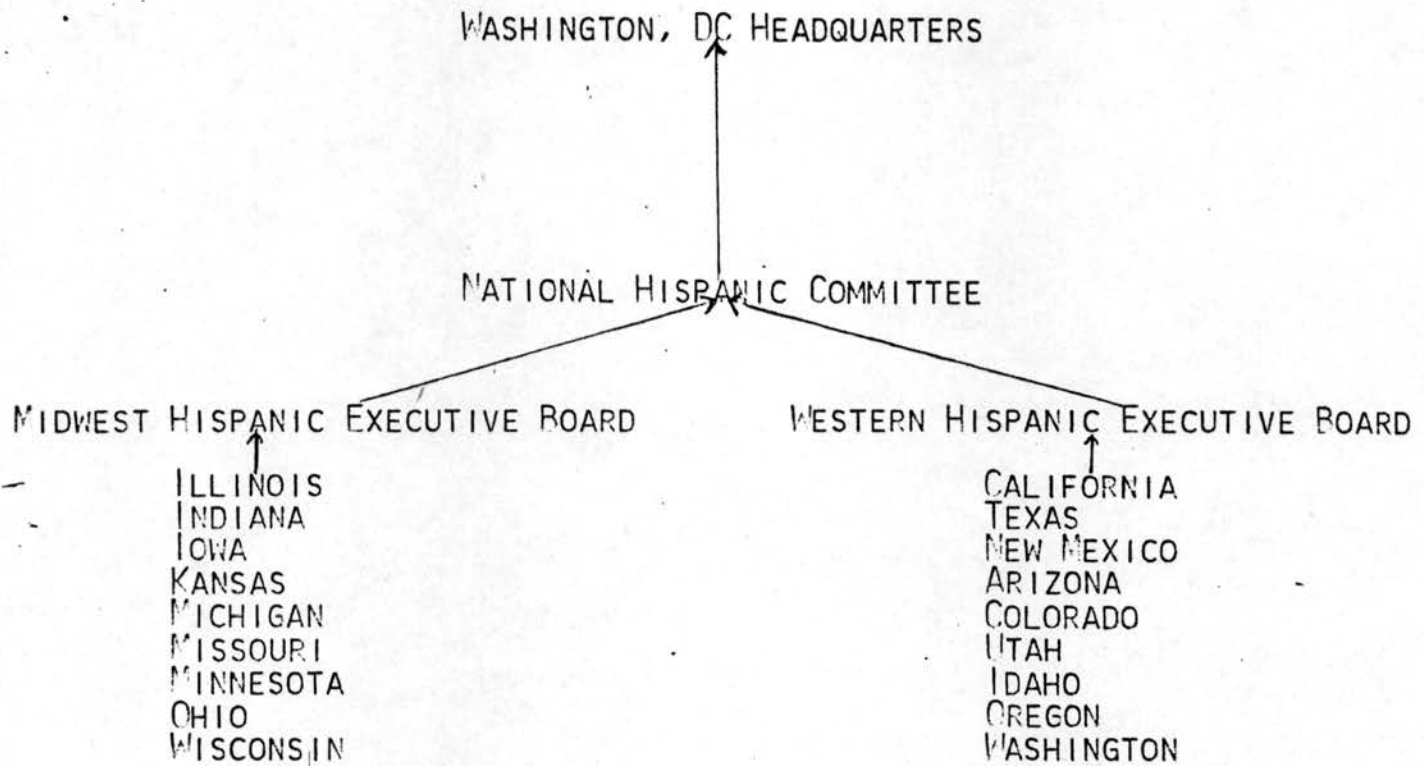 WASHINGTON, DC HEADQUARTERS
NATIONAL HISPANIC COMMITTEE
MIDWEST HISPANIC EXECUTIVE BOARD
ILLINOIS
INDIANA
IOWA
KANSAS
MICHIGAN
MISSOURI
MINNESOTA
OHIO
WISCONSIN
WESTERN HISPANIC EXECUTIVE BOARD
CALIFORNIA
TEXAS
NEW MEXICO
ARIZONA
COLORADO
UTAH
IDAHO
OREGON
WASHINGTON